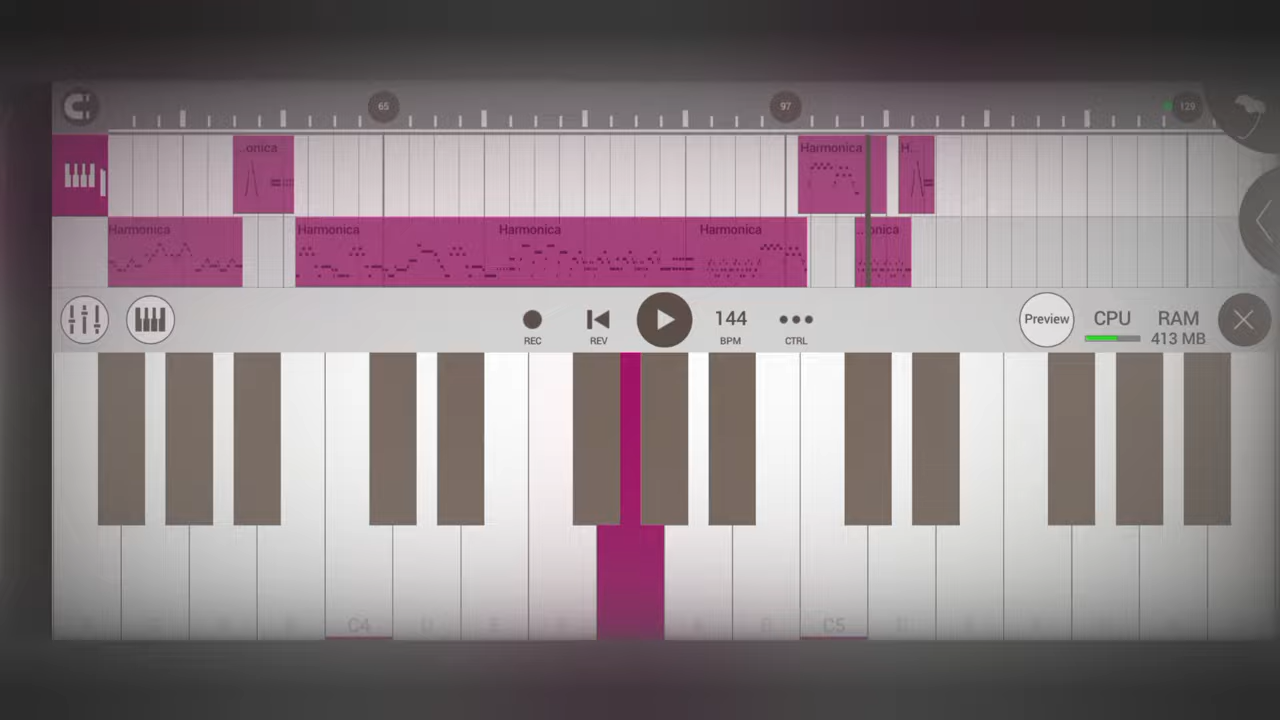 65 97 129
...onica Harmonica H...
Harmonica Harmonica Harmonica Harmonica ...onica
REC REV 144 BPM CTRL Preview CPU RAM 413 MB
C4 D E C5